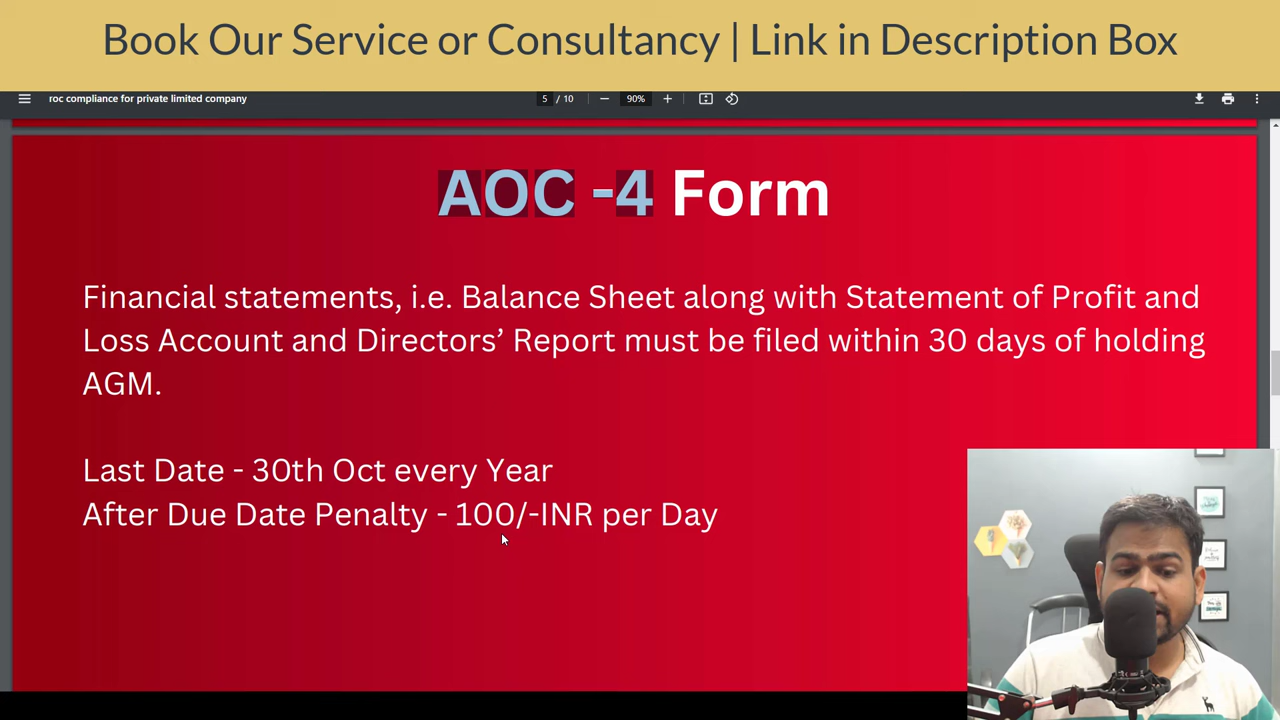 Book Our Service or Consultancy | Link in Description Box
roc compliance for private limited company
5 / 10
90%
AOC -4 Form
Financial statements, i.e. Balance Sheet along with Statement of Profit and
Loss Account and Directors’ Report must be filed within 30 days of holding
AGM.
Last Date - 30th Oct every Year
After Due Date Penalty - 100/-INR per Day